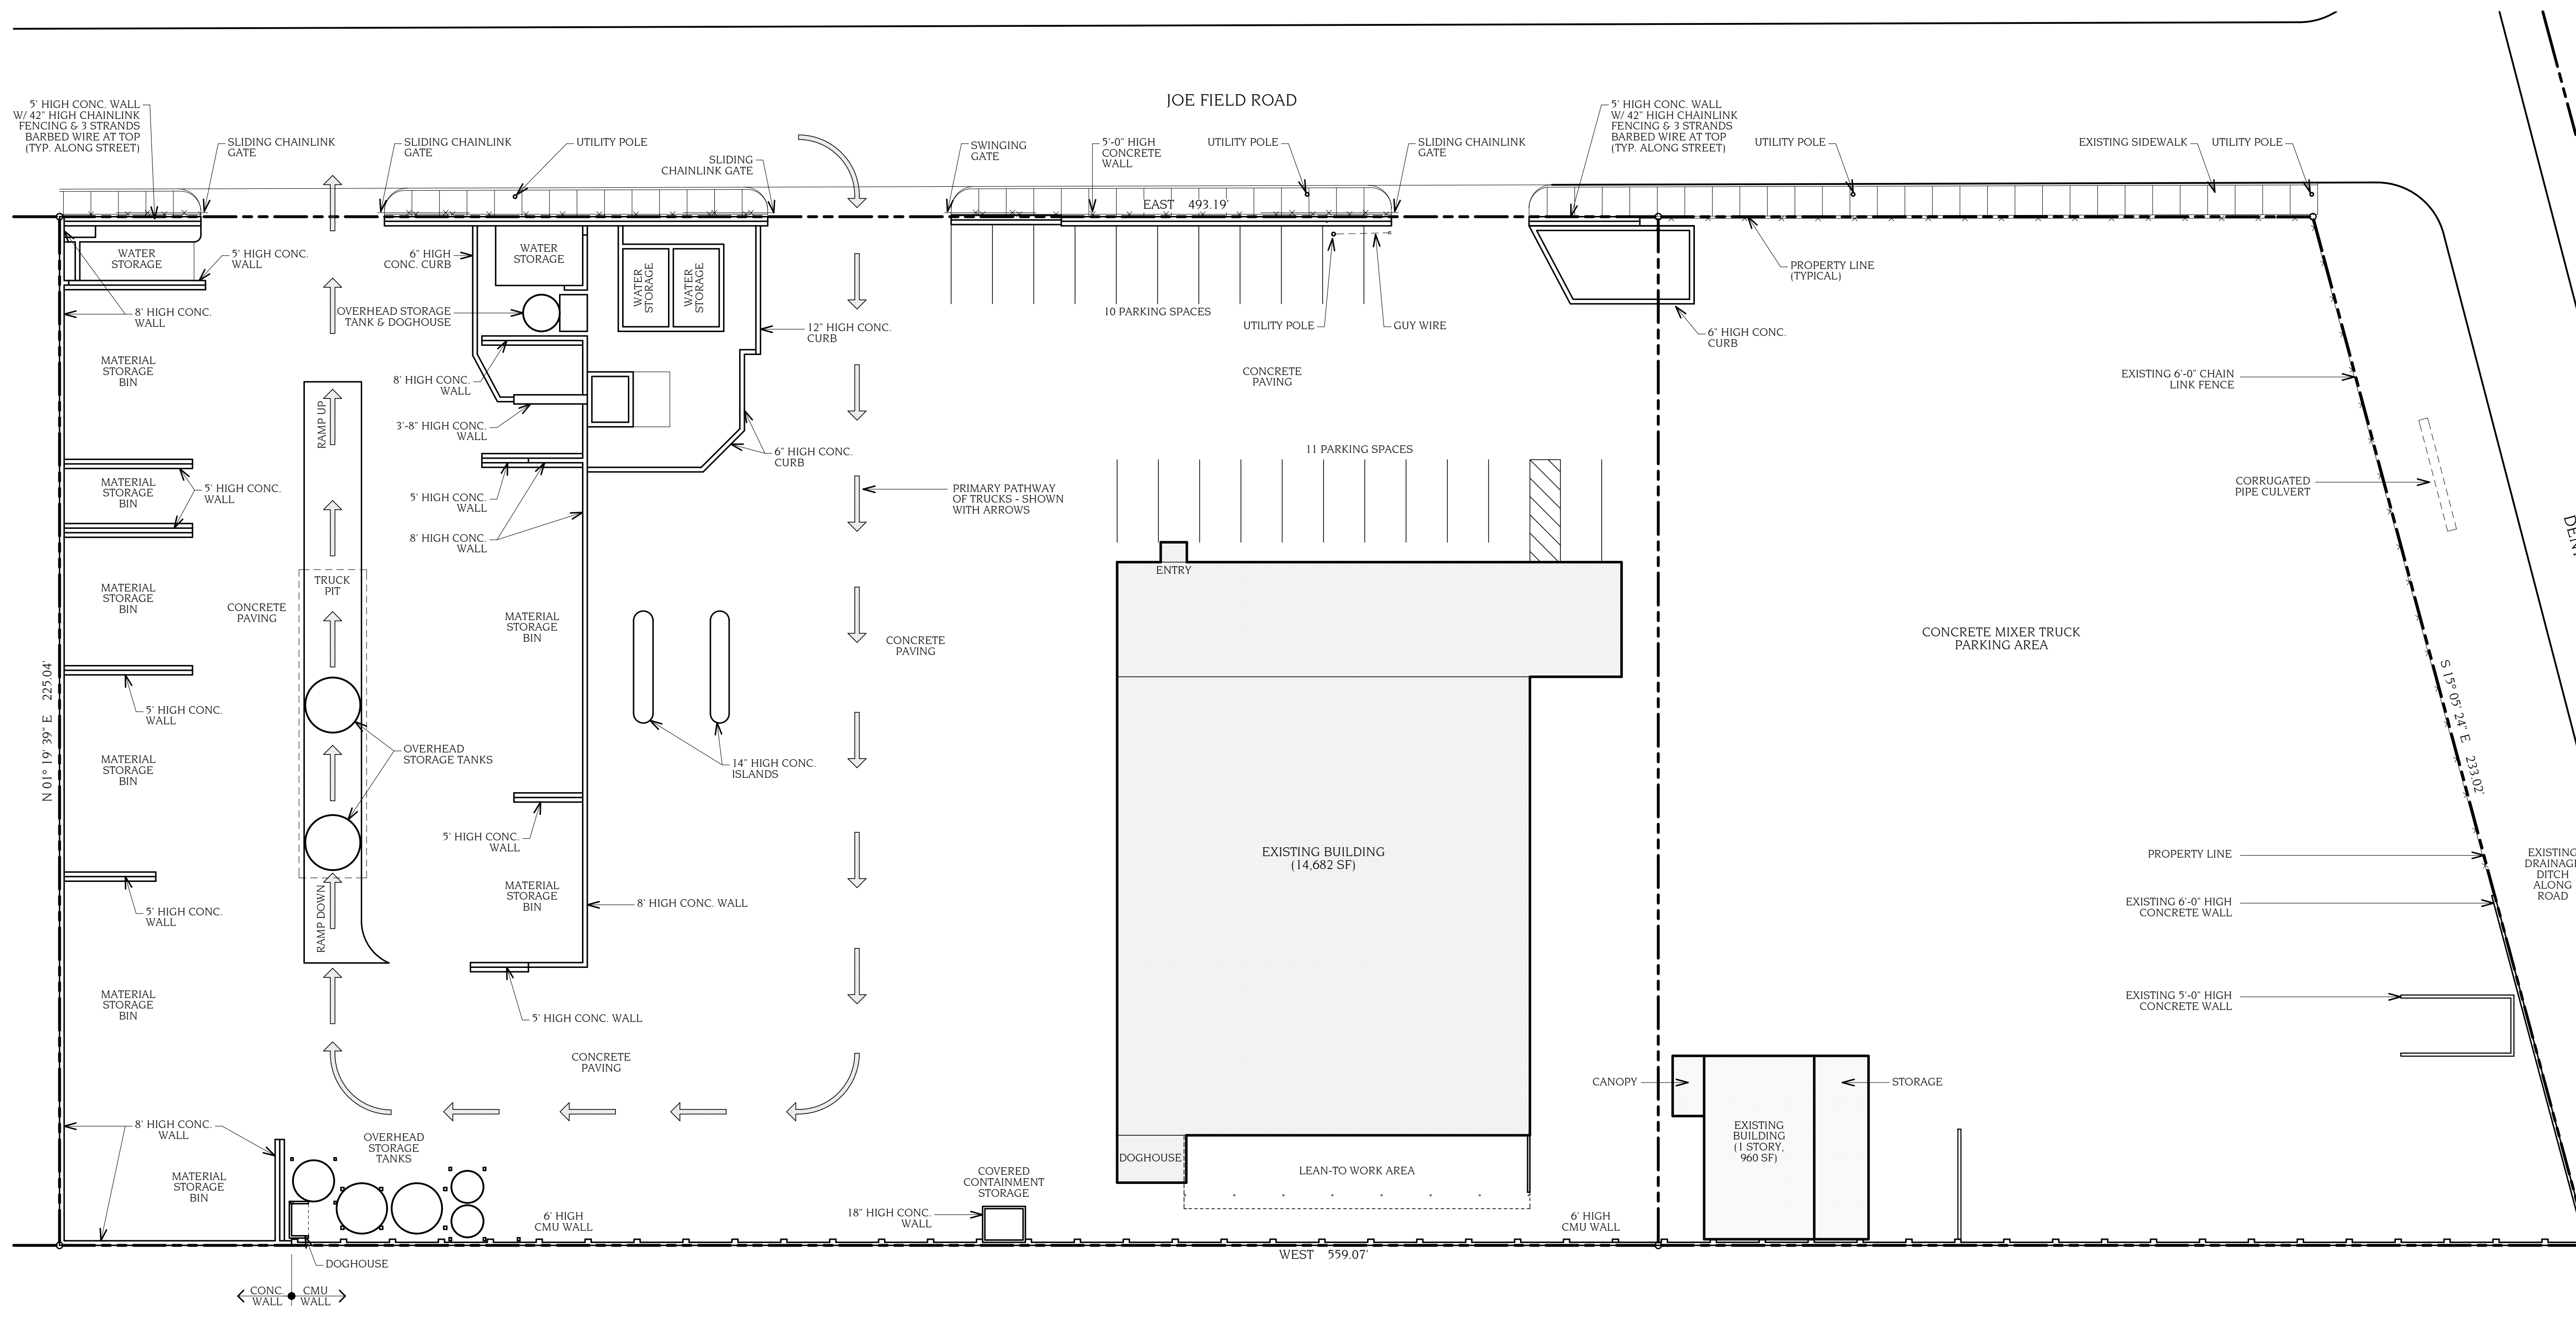 JOE FIELD ROAD
5' HIGH CONC. WALL
W/ 42" HIGH CHAINLINK
FENCING & 3 STRANDS
BARBED WIRE AT TOP
(TYP. ALONG STREET)
SLIDING CHAINLINK
GATE
SLIDING CHAINLINK
GATE
UTILITY POLE
SLIDING
CHAINLINK GATE
SWINGING
GATE
5'-0" HIGH
CONCRETE
WALL
UTILITY POLE
SLIDING CHAINLINK
GATE
5' HIGH CONC. WALL
W/ 42" HIGH CHAINLINK
FENCING & 3 STRANDS
BARBED WIRE AT TOP
(TYP. ALONG STREET)
UTILITY POLE
EXISTING SIDEWALK
UTILITY POLE
EAST 493.19'
WATER
STORAGE
5' HIGH CONC.
WALL
6" HIGH
CONC. CURB
WATER
STORAGE
WATER
STORAGE
WATER
STORAGE
PROPERTY LINE
(TYPICAL)
8' HIGH CONC.
WALL
OVERHEAD STORAGE
TANK & DOGHOUSE
12" HIGH CONC.
CURB
10 PARKING SPACES
UTILITY POLE
GUY WIRE
6" HIGH CONC.
CURB
MATERIAL
STORAGE
BIN
8' HIGH CONC.
WALL
CONCRETE
PAVING
EXISTING 6'-0" CHAIN
LINK FENCE
RAMP UP
3'-8" HIGH CONC.
WALL
6" HIGH CONC.
CURB
11 PARKING SPACES
MATERIAL
STORAGE
BIN
5' HIGH CONC.
WALL
5' HIGH CONC.
WALL
PRIMARY PATHWAY
OF TRUCKS - SHOWN
WITH ARROWS
CORRUGATED
PIPE CULVERT
8' HIGH CONC.
WALL
ENTRY
TRUCK
PIT
MATERIAL
STORAGE
BIN
CONCRETE
PAVING
MATERIAL
STORAGE
BIN
CONCRETE
PAVING
CONCRETE MIXER TRUCK
PARKING AREA
N 01° 19' 39" E 225.04'
S 15° 05' 24" E 233.02'
5' HIGH CONC.
WALL
OVERHEAD
STORAGE TANKS
14" HIGH CONC.
ISLANDS
MATERIAL
STORAGE
BIN
5' HIGH CONC.
WALL
EXISTING BUILDING
(14,682 SF)
PROPERTY LINE
EXISTING
DRAINAGE
DITCH
ALONG
ROAD
RAMP DOWN
MATERIAL
STORAGE
BIN
8' HIGH CONC. WALL
EXISTING 6'-0" HIGH
CONCRETE WALL
5' HIGH CONC.
WALL
MATERIAL
STORAGE
BIN
5' HIGH CONC. WALL
EXISTING 5'-0" HIGH
CONCRETE WALL
CONCRETE
PAVING
CANOPY
STORAGE
8' HIGH CONC.
WALL
OVERHEAD
STORAGE
TANKS
EXISTING
BUILDING
(1 STORY,
960 SF)
DOGHOUSE
LEAN-TO WORK AREA
MATERIAL
STORAGE
BIN
COVERED
CONTAINMENT
STORAGE
18" HIGH CONC.
WALL
6' HIGH
CMU WALL
6' HIGH
CMU WALL
WEST 559.07'
DOGHOUSE
CONC.
WALL
CMU
WALL